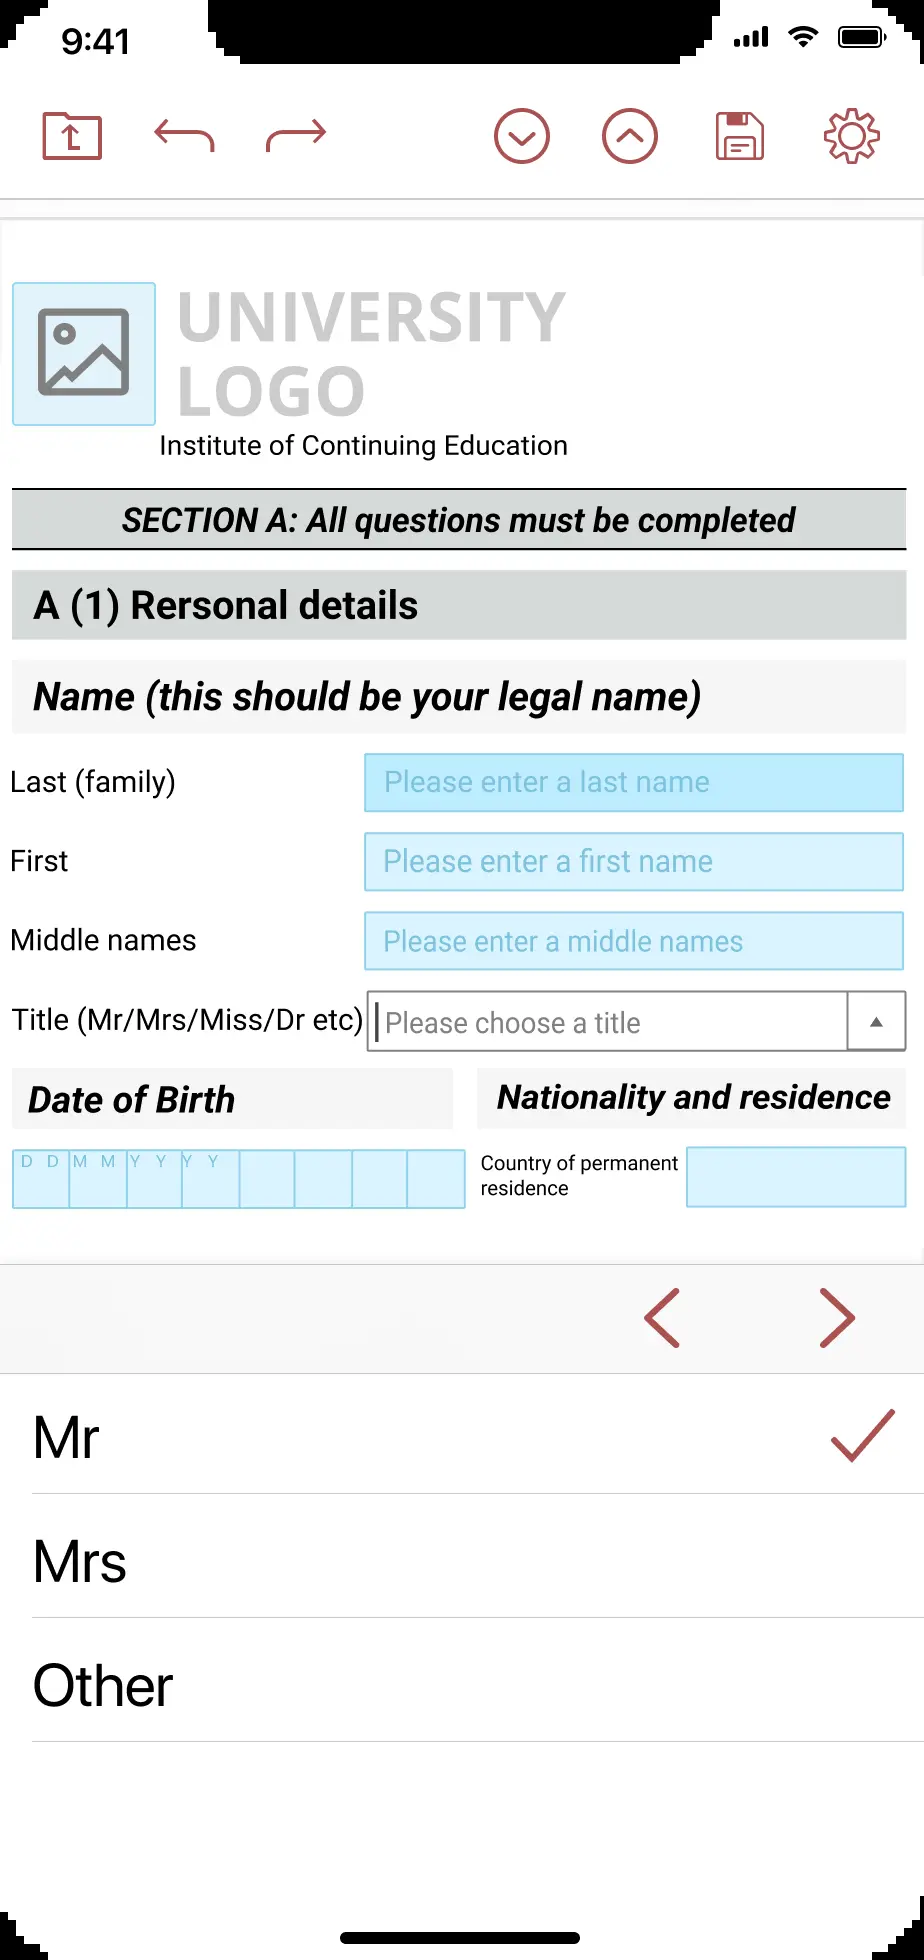 9:41
UNIVERSITY
LOGO
Institute of Continuing Education
SECTION A: All questions must be completed
A (1) Rersonal details
Name (this should be your legal name)
Last (family) Please enter a last name
First Please enter a first name
Middle names Please enter a middle names
Title (Mr/Mrs/Miss/Dr etc) Please choose a title
Date of Birth Nationality and residence
D D M M Y Y Y Y Country of permanent
residence
Mr
Mrs
Other